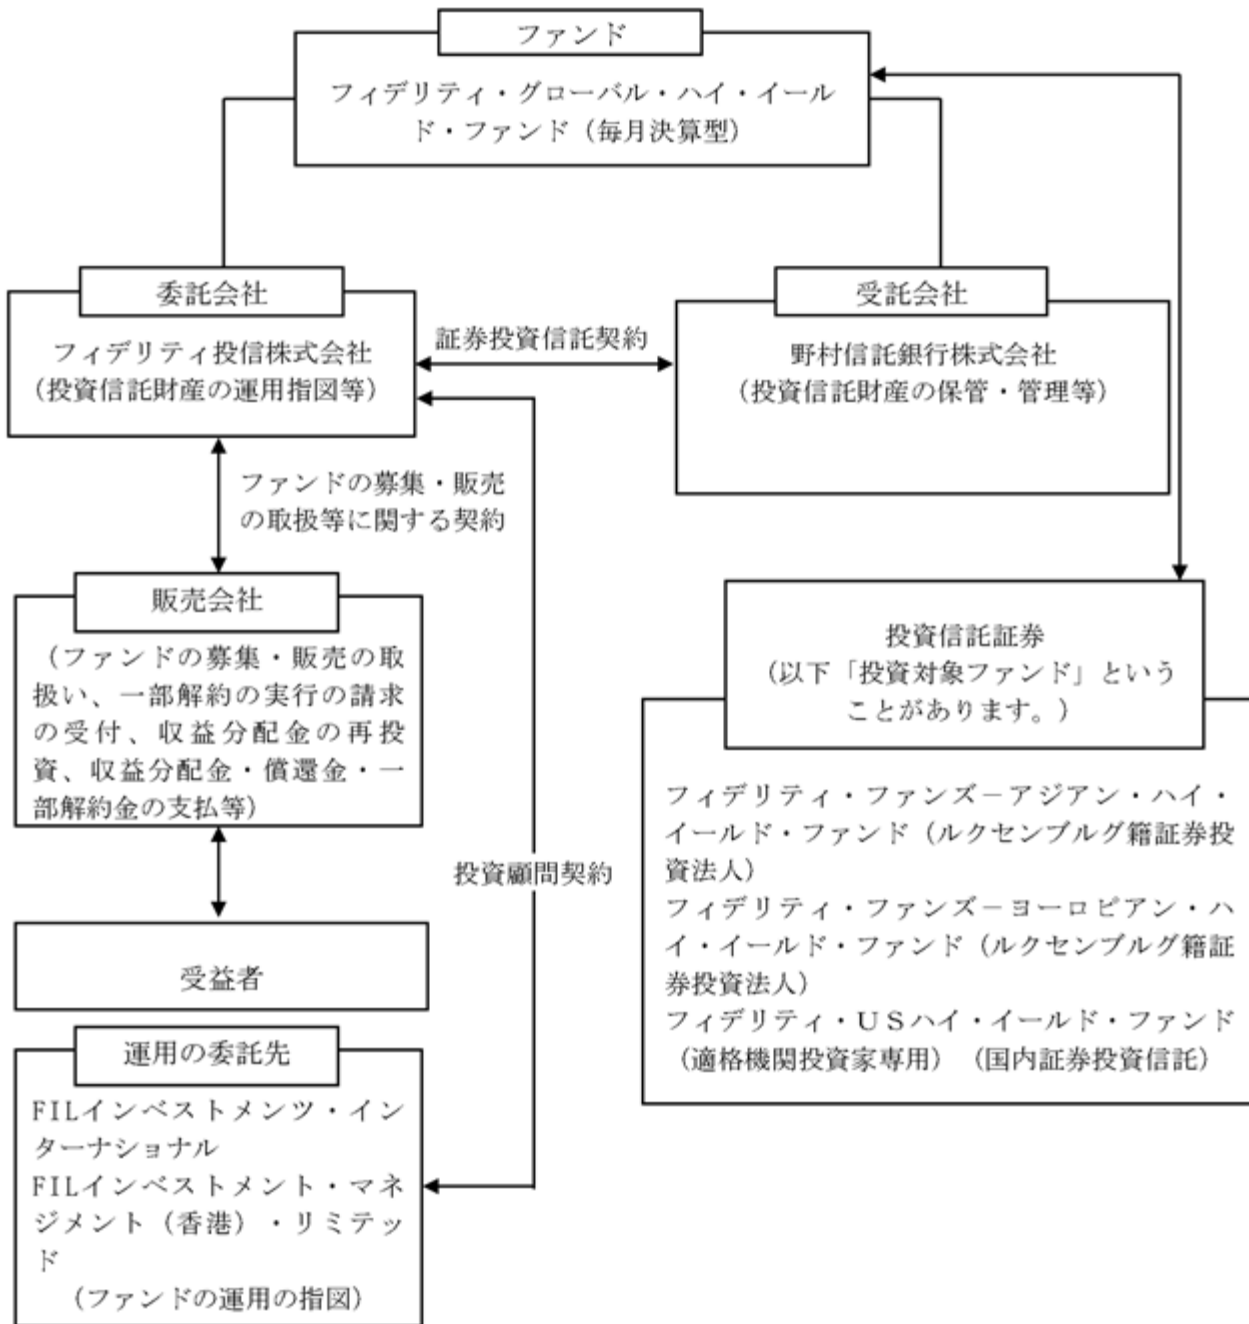 ファンド
フィデリティ・グローバル・ハイ・イール
ド・ファンド（毎月決算型）
委託会社
フィデリティ投信株式会社
（投資信託財産の運用指図等）
証券投資信託契約
受託会社
野村信託銀行株式会社
（投資信託財産の保管・管理等）
ファンドの募集・販売
の取扱等に関する契約
販売会社
（ファンドの募集・販売の取
扱い、一部解約の実行の請求
の受付、収益分配金の再投
資、収益分配金・償還金・一
部解約金の支払等）
投資顧問契約
受益者
運用の委託先
FILインベストメンツ・イン
ターナショナル
FILインベストメント・マネ
ジメント（香港）・リミテッ
ド
（ファンドの運用の指図）
投資信託証券
（以下「投資対象ファンド」という
ことがあります。）
フィデリティ・ファンズ－アジアン・ハイ・
イールド・ファンド（ルクセンブルグ籍証券投
資法人）
フィデリティ・ファンズ－ヨーロピアン・ハ
イ・イールド・ファンド（ルクセンブルグ籍証
券投資法人）
フィデリティ・ＵＳハイ・イールド・ファンド
（適格機関投資家専用）（国内証券投資信託）